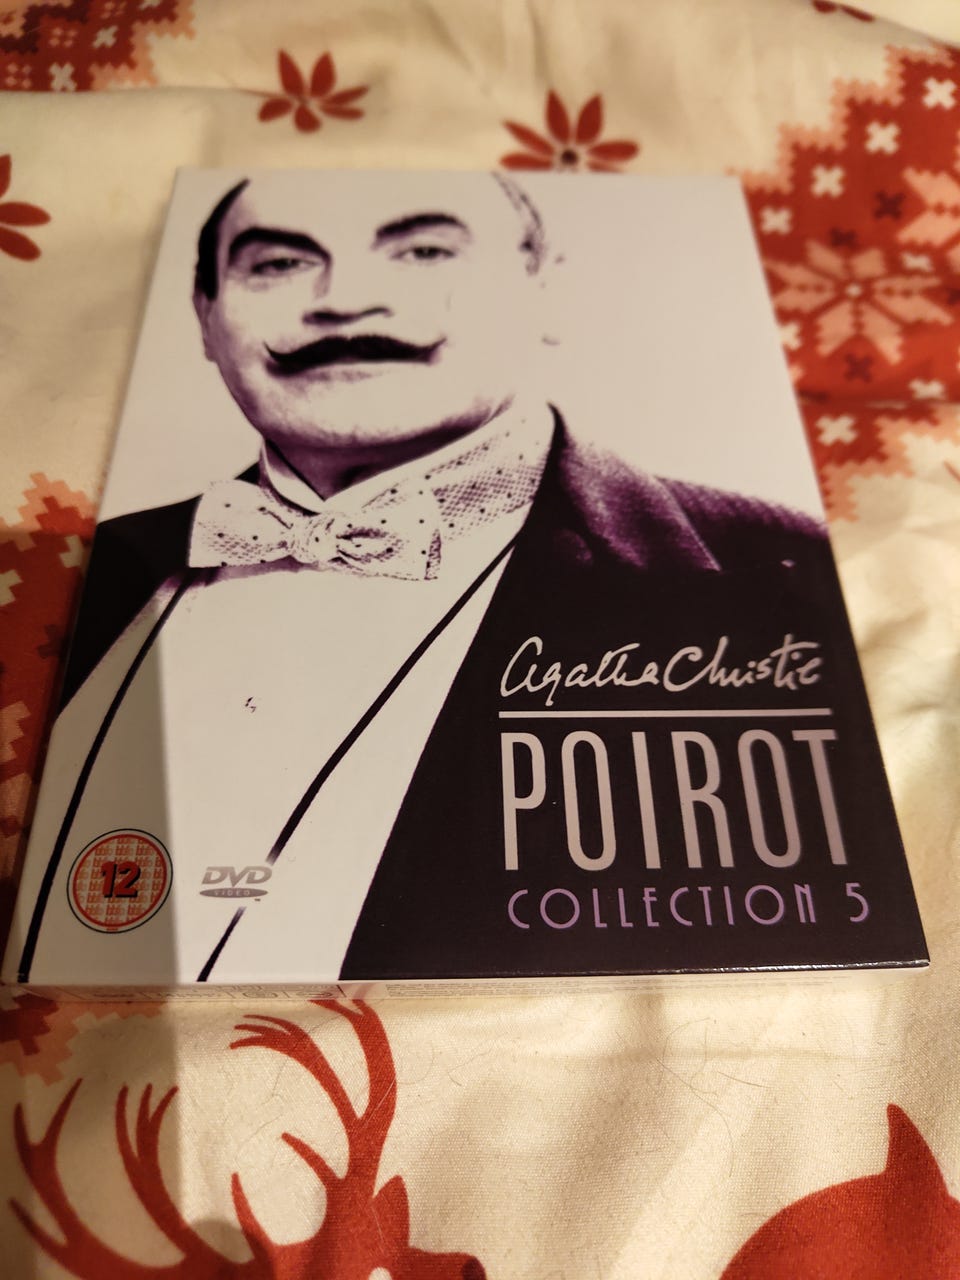 Agatha Christie
POIROT
COLLECTION 5
12
DVD
VIDEO